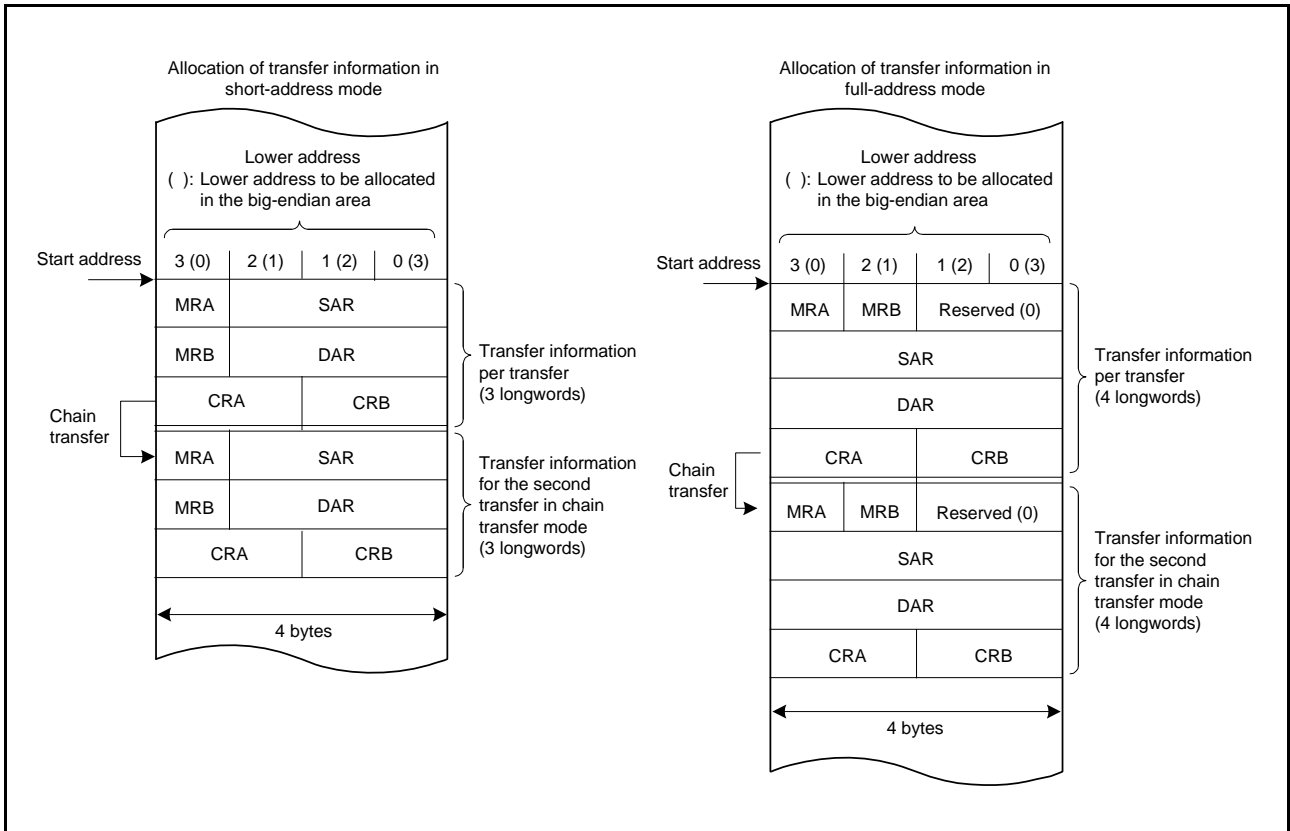 Allocation of transfer information in
short-address mode
Lower address
( ): Lower address to be allocated
in the big-endian area
Start address
3 (0) 2 (1) 1 (2) 0 (3)
MRA SAR
MRB DAR
CRA CRB
Transfer information
per transfer
(3 longwords)
Chain
transfer
MRA SAR
MRB DAR
CRA CRB
Transfer information
for the second
transfer in chain
transfer mode
(3 longwords)
4 bytes
Allocation of transfer information in
full-address mode
Lower address
( ): Lower address to be allocated
in the big-endian area
Start address
3 (0) 2 (1) 1 (2) 0 (3)
MRA MRB Reserved (0)
SAR
DAR
CRA CRB
Transfer information
per transfer
(4 longwords)
Chain
transfer
MRA MRB Reserved (0)
SAR
DAR
CRA CRB
Transfer information
for the second
transfer in chain
transfer mode
(4 longwords)
4 bytes